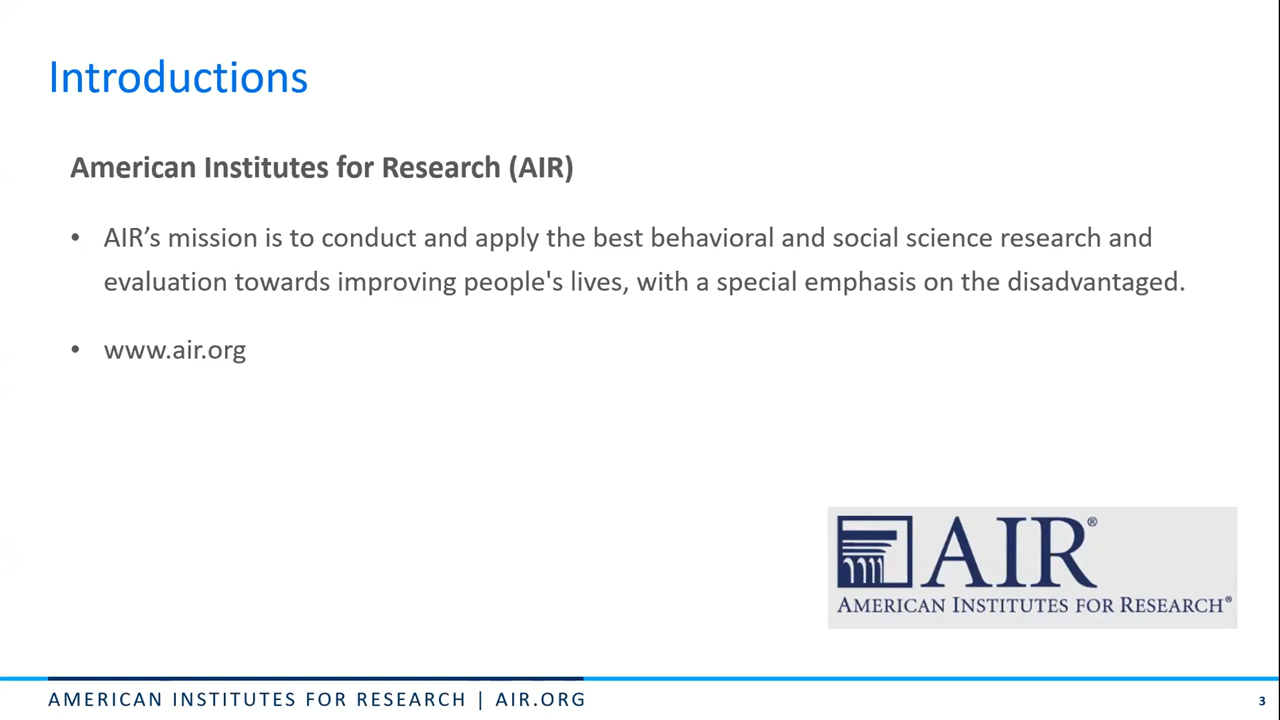 Introductions
American Institutes for Research (AIR)
• AIR’s mission is to conduct and apply the best behavioral and social science research and
evaluation towards improving people's lives, with a special emphasis on the disadvantaged.
• www.air.org
AIR®
AMERICAN INSTITUTES FOR RESEARCH®
AMERICAN INSTITUTES FOR RESEARCH | AIR.ORG
3